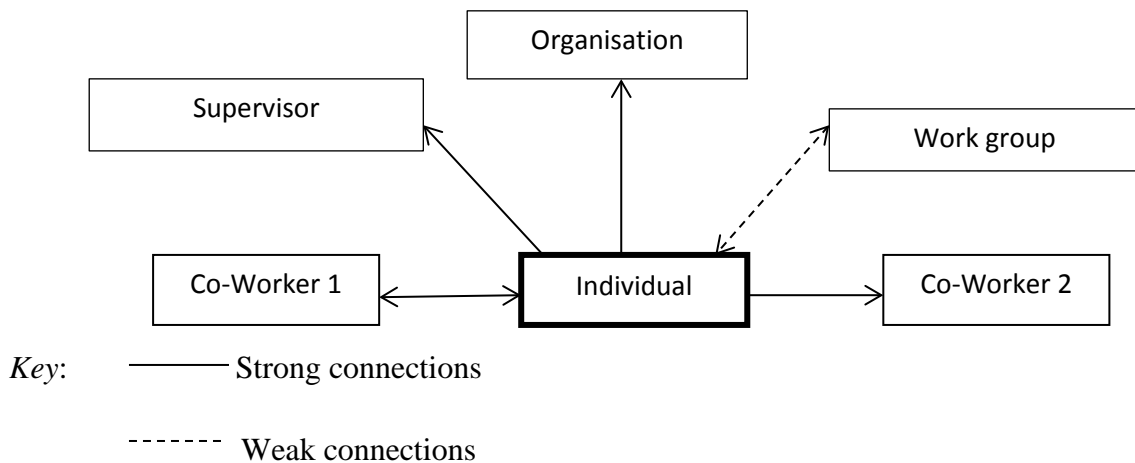 Organisation
Supervisor
Work group
Co-Worker 1
Individual
Co-Worker 2
Key: Strong connections
Weak connections